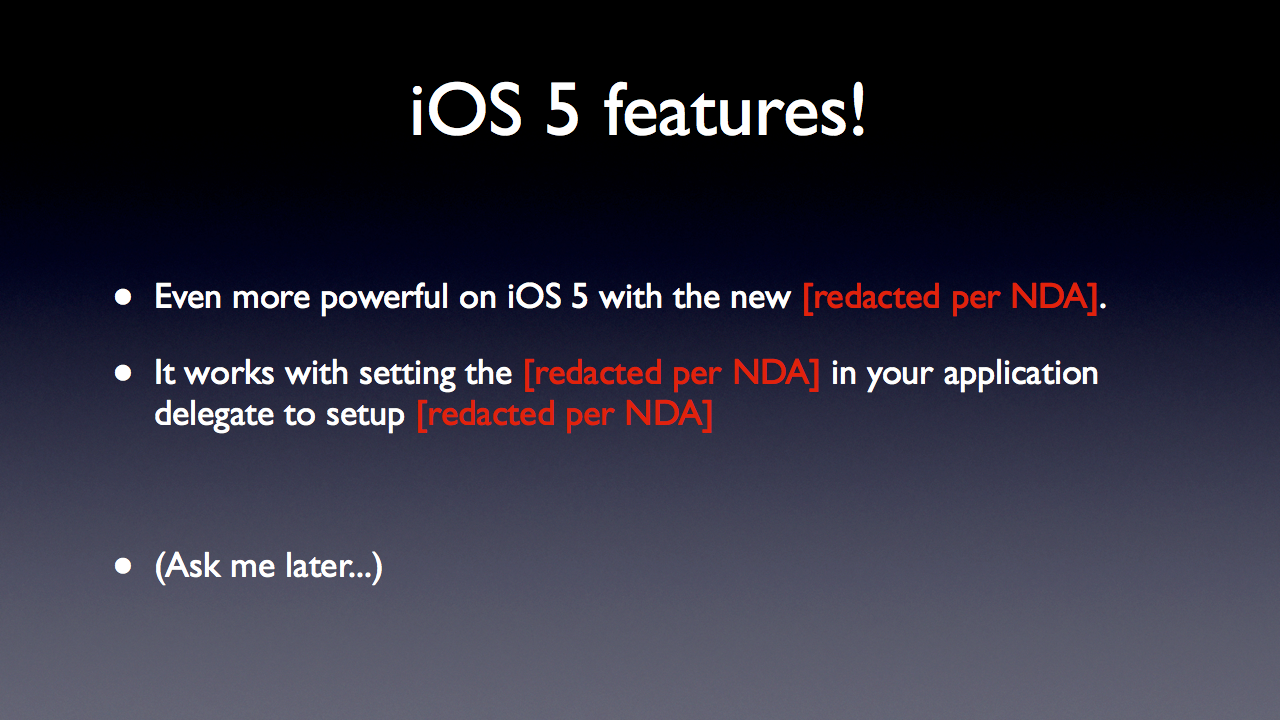 iOS 5 features!
• Even more powerful on iOS 5 with the new [redacted per NDA].
• It works with setting the [redacted per NDA] in your application
delegate to setup [redacted per NDA]
• (Ask me later...)